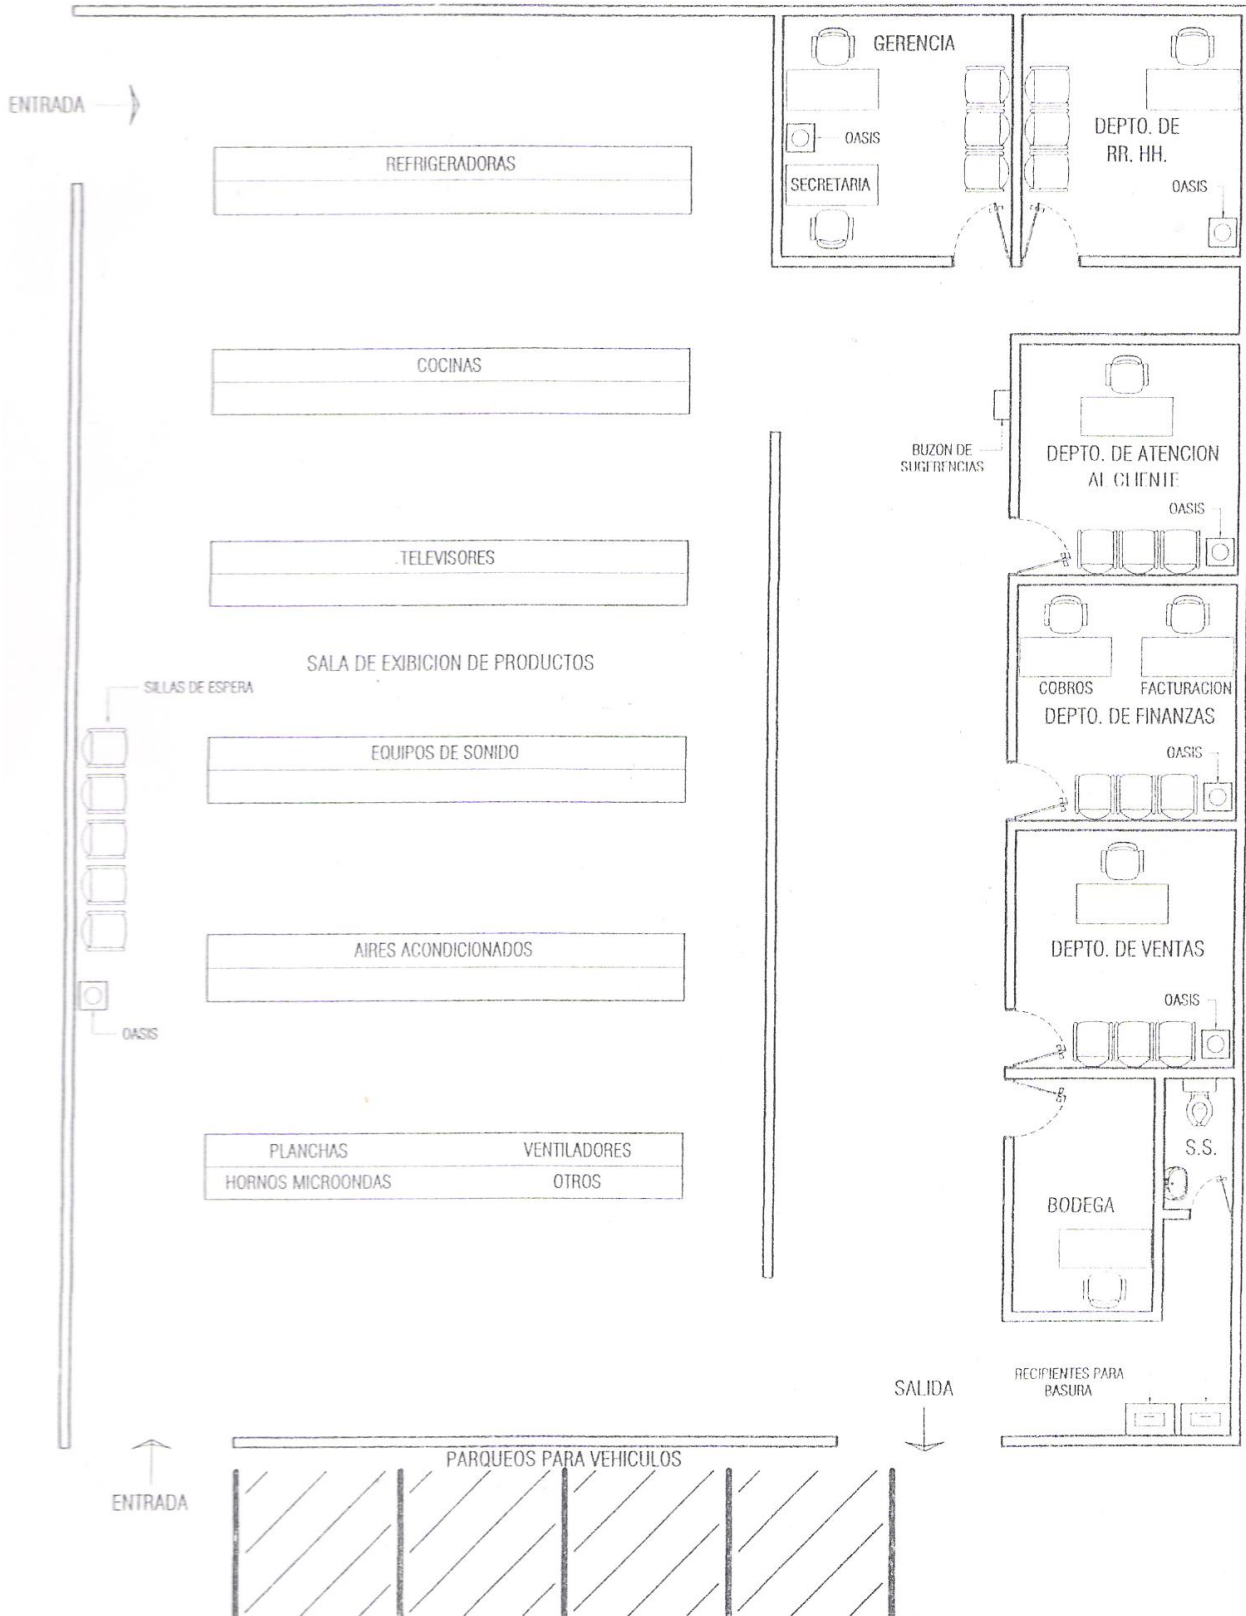 GERENCIA
ENTRADA
DEPTO. DE
RR. HH.
OASIS
REFRIGERADORAS
SECRETARIA
OASIS
COCINAS
BUZON DE
SUGERENCIAS
DEPTO. DE ATENCION
AL CLIENTE
OASIS
TELEVISORES
SALA DE EXIBICION DE PRODUCTOS
SILLAS DE ESPERA
COBROS
FACTURACION
DEPTO. DE FINANZAS
OASIS
EQUIPOS DE SONIDO
AIRES ACONDICIONADOS
DEPTO. DE VENTAS
OASIS
OASIS
PLANCHAS
VENTILADORES
HORNOS MICROONDAS
OTROS
S.S.
BODEGA
RECIPIENTES PARA
BASURA
SALIDA
PARQUEOS PARA VEHICULOS
ENTRADA